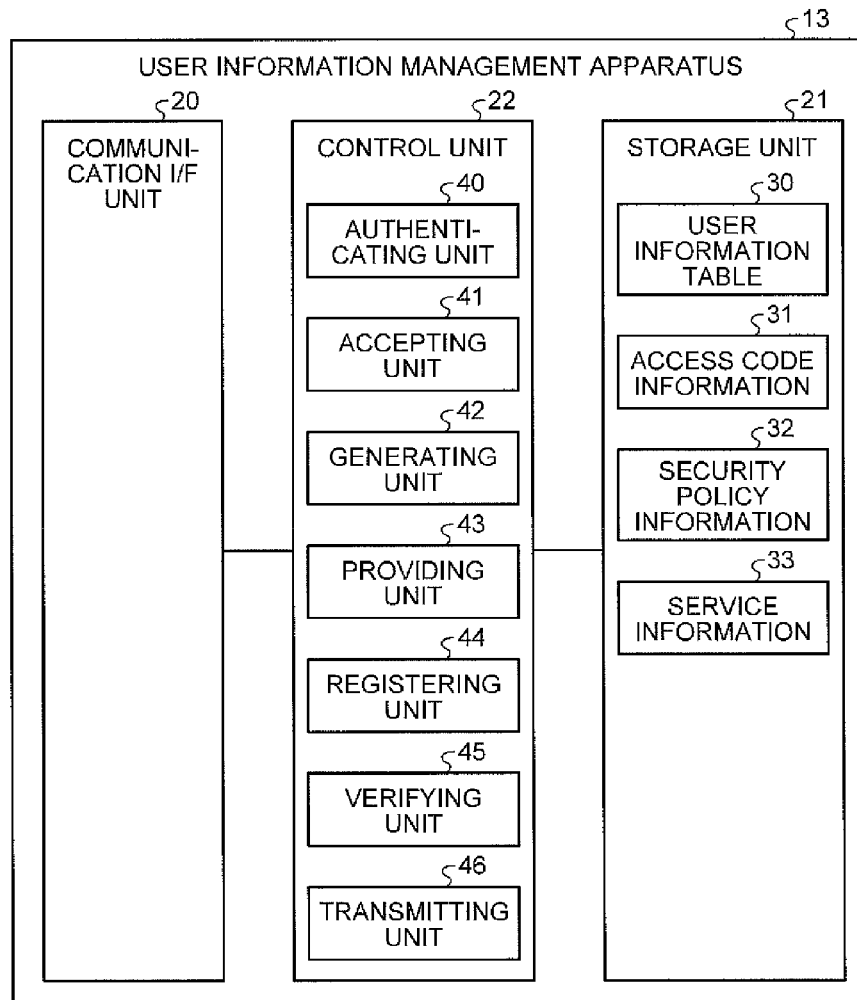 13
USER INFORMATION MANAGEMENT APPARATUS
20
COMMUNI-
CATION I/F
UNIT
22
CONTROL UNIT
40
AUTHENTI-
CATING UNIT
41
ACCEPTING
UNIT
42
GENERATING
UNIT
43
PROVIDING
UNIT
44
REGISTERING
UNIT
45
VERIFYING
UNIT
46
TRANSMITTING
UNIT
21
STORAGE UNIT
30
USER
INFORMATION
TABLE
31
ACCESS CODE
INFORMATION
32
SECURITY
POLICY
INFORMATION
33
SERVICE
INFORMATION